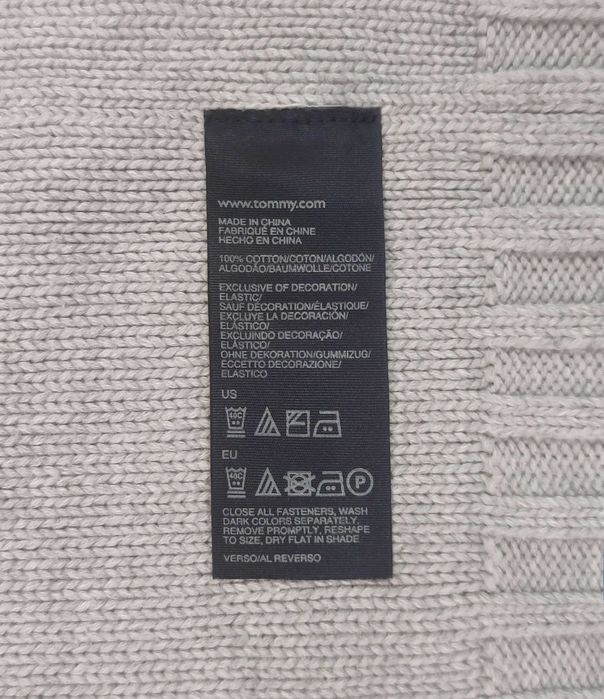 www.tommy.com
MADE IN CHINA
FABRIQUÉ EN CHINE
HECHO EN CHINA
100% COTTON/COTON/ALGODÓN/
ALGODÃO/BAUMWOLLE/COTONE
EXCLUSIVE OF DECORATION/
ELASTIC/
SAUF DÉCORATION/ÉLASTIQUE/
EXCLUYE LA DECORACIÓN/
ELÁSTICO/
EXCLUINDO DECORAÇÃO/
ELÁSTICO/
OHNE DEKORATION/GUMMIZUG/
ECCETTO DECORAZIONE/
ELASTICO
US
40C
EU
40C P
CLOSE ALL FASTENERS, WASH
DARK COLORS SEPARATELY,
REMOVE PROMPTLY, RESHAPE
TO SIZE, DRY FLAT IN SHADE
VERSO/AL REVERSO